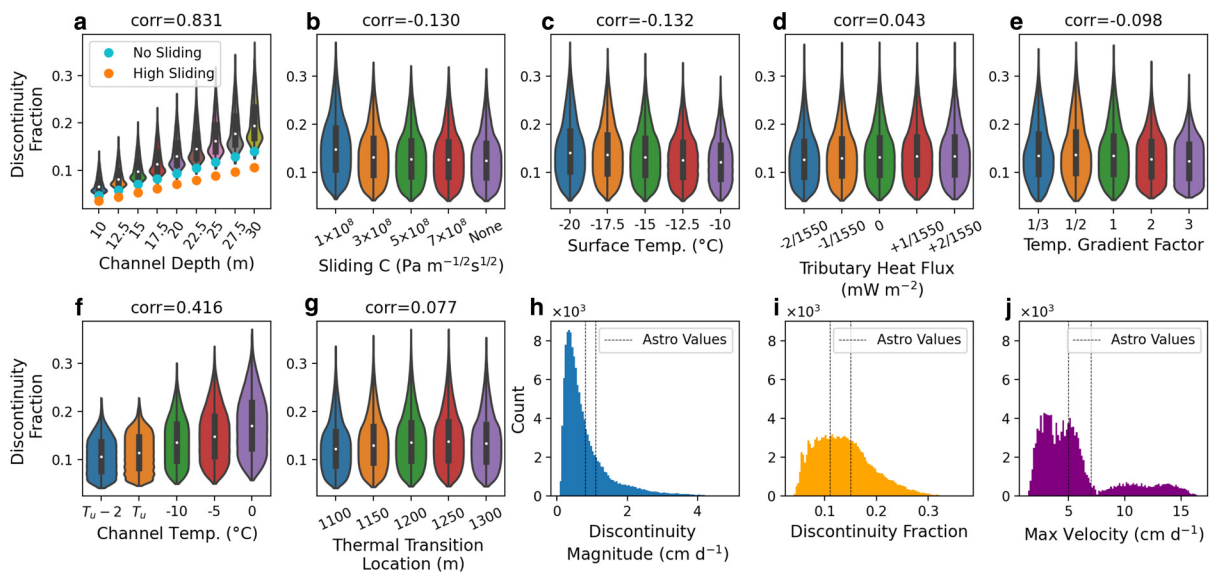 a
corr=0.831
Discontinuity
Fraction
0.3
0.2
0.1
No Sliding
High Sliding
10
12.5
15
17.5
20
22.5
25
27.5
30
Channel Depth (m)
b
corr=-0.130
0.3
0.2
0.1
1×10⁸
3×10⁸
5×10⁸
7×10⁸
None
Sliding C (Pa m⁻¹/²s¹/²)
c
corr=-0.132
0.3
0.2
0.1
-20
-17.5
-15
-12.5
-10
Surface Temp. (°C)
d
corr=0.043
0.3
0.2
0.1
-2/1550
-1/1550
0
+1/1550
+2/1550
Tributary Heat Flux
(mW m⁻²)
e
corr=-0.098
0.3
0.2
0.1
1/3
1/2
1
2
3
Temp. Gradient Factor
f
corr=0.416
Discontinuity
Fraction
0.3
0.2
0.1
Tᵤ − 2
Tᵤ
-10
-5
0
Channel Temp. (°C)
g
corr=0.077
0.3
0.2
0.1
1100
1150
1200
1250
1300
Thermal Transition
Location (m)
h
×10³
Astro Values
Count
8
6
4
2
0
0
2
4
Discontinuity
Magnitude (cm d⁻¹)
i
×10³
Astro Values
8
6
4
2
0
0.1
0.2
0.3
Discontinuity Fraction
j
×10³
Astro Values
8
6
4
2
0
5
10
15
Max Velocity (cm d⁻¹)